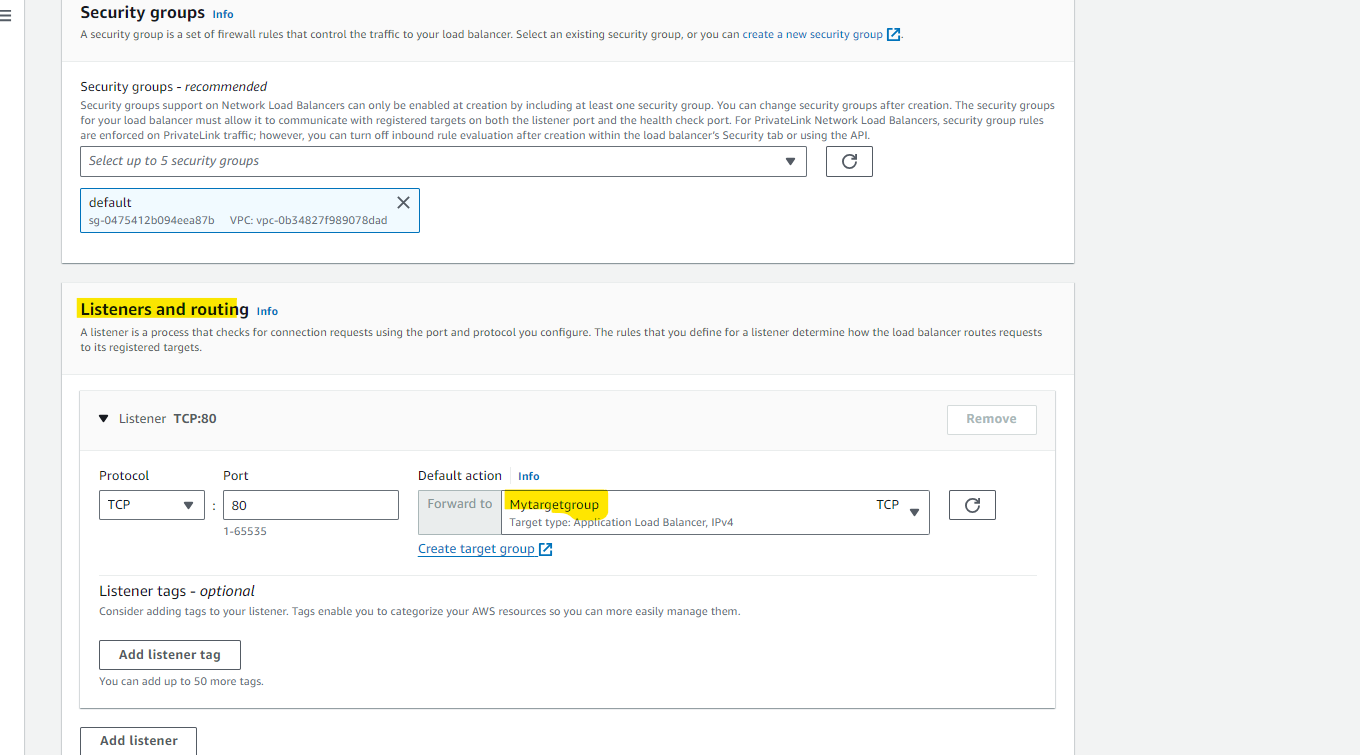 Security groups Info
A security group is a set of firewall rules that control the traffic to your load balancer. Select an existing security group, or you can create a new security group.
Security groups - recommended
Security groups support on Network Load Balancers can only be enabled at creation by including at least one security group. You can change security groups after creation. The security groups
for your load balancer must allow it to communicate with registered targets on both the listener port and the health check port. For PrivateLink Network Load Balancers, security group rules
are enforced on PrivateLink traffic; however, you can turn off inbound rule evaluation after creation within the load balancer's Security tab or using the API.
Select up to 5 security groups
default
sg-0475412b094eea87b VPC: vpc-0b34827f989078dad
Listeners and routing Info
A listener is a process that checks for connection requests using the port and protocol you configure. The rules that you define for a listener determine how the load balancer routes requests
to its registered targets.
Listener TCP:80
Remove
Protocol Port Default action Info
TCP : 80 Forward to Mytargetgroup TCP
Target type: Application Load Balancer, IPv4
1-65535
Create target group
Listener tags - optional
Consider adding tags to your listener. Tags enable you to categorize your AWS resources so you can more easily manage them.
Add listener tag
You can add up to 50 more tags.
Add listener